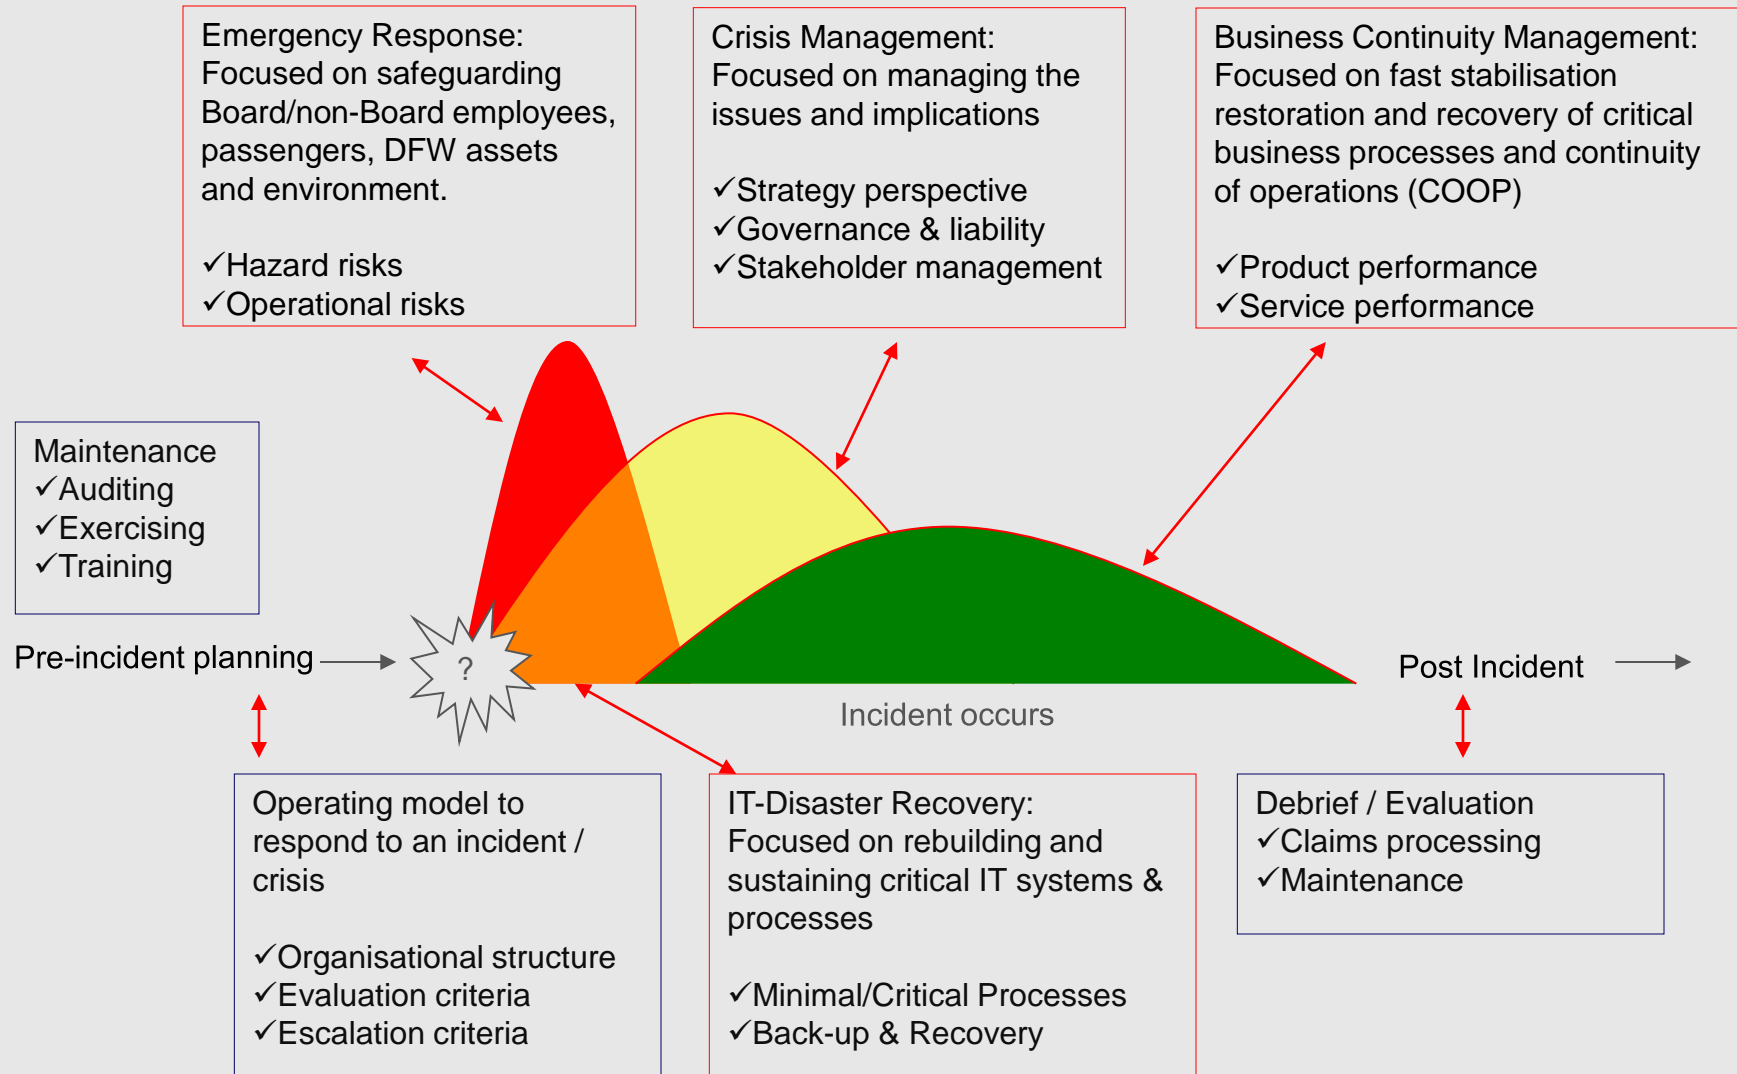 Emergency Response:
Focused on safeguarding
Board/non-Board employees,
passengers, DFW assets
and environment.
✓Hazard risks
✓Operational risks
Crisis Management:
Focused on managing the
issues and implications
✓Strategy perspective
✓Governance & liability
✓Stakeholder management
Business Continuity Management:
Focused on fast stabilisation
restoration and recovery of critical
business processes and continuity
of operations (COOP)
✓Product performance
✓Service performance
Maintenance
✓Auditing
✓Exercising
✓Training
Pre-incident planning
?
Post Incident
Incident occurs
Operating model to
respond to an incident /
crisis
✓Organisational structure
✓Evaluation criteria
✓Escalation criteria
IT-Disaster Recovery:
Focused on rebuilding and
sustaining critical IT systems &
processes
✓Minimal/Critical Processes
✓Back-up & Recovery
Debrief / Evaluation
✓Claims processing
✓Maintenance